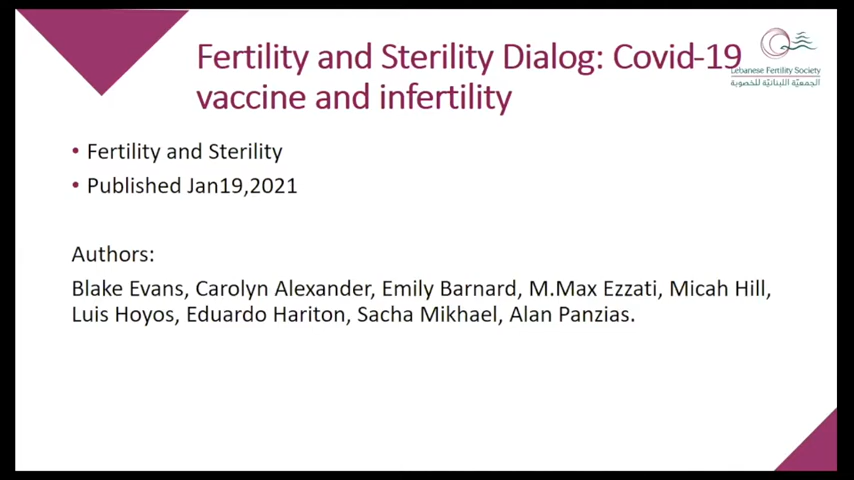 Fertility and Sterility Dialog: Covid-19
vaccine and infertility
Lebanese Fertility Society
الجمعيّة اللبنانيّة للخصوبة
• Fertility and Sterility
• Published Jan19,2021
Authors:
Blake Evans, Carolyn Alexander, Emily Barnard, M.Max Ezzati, Micah Hill,
Luis Hoyos, Eduardo Hariton, Sacha Mikhael, Alan Panzias.